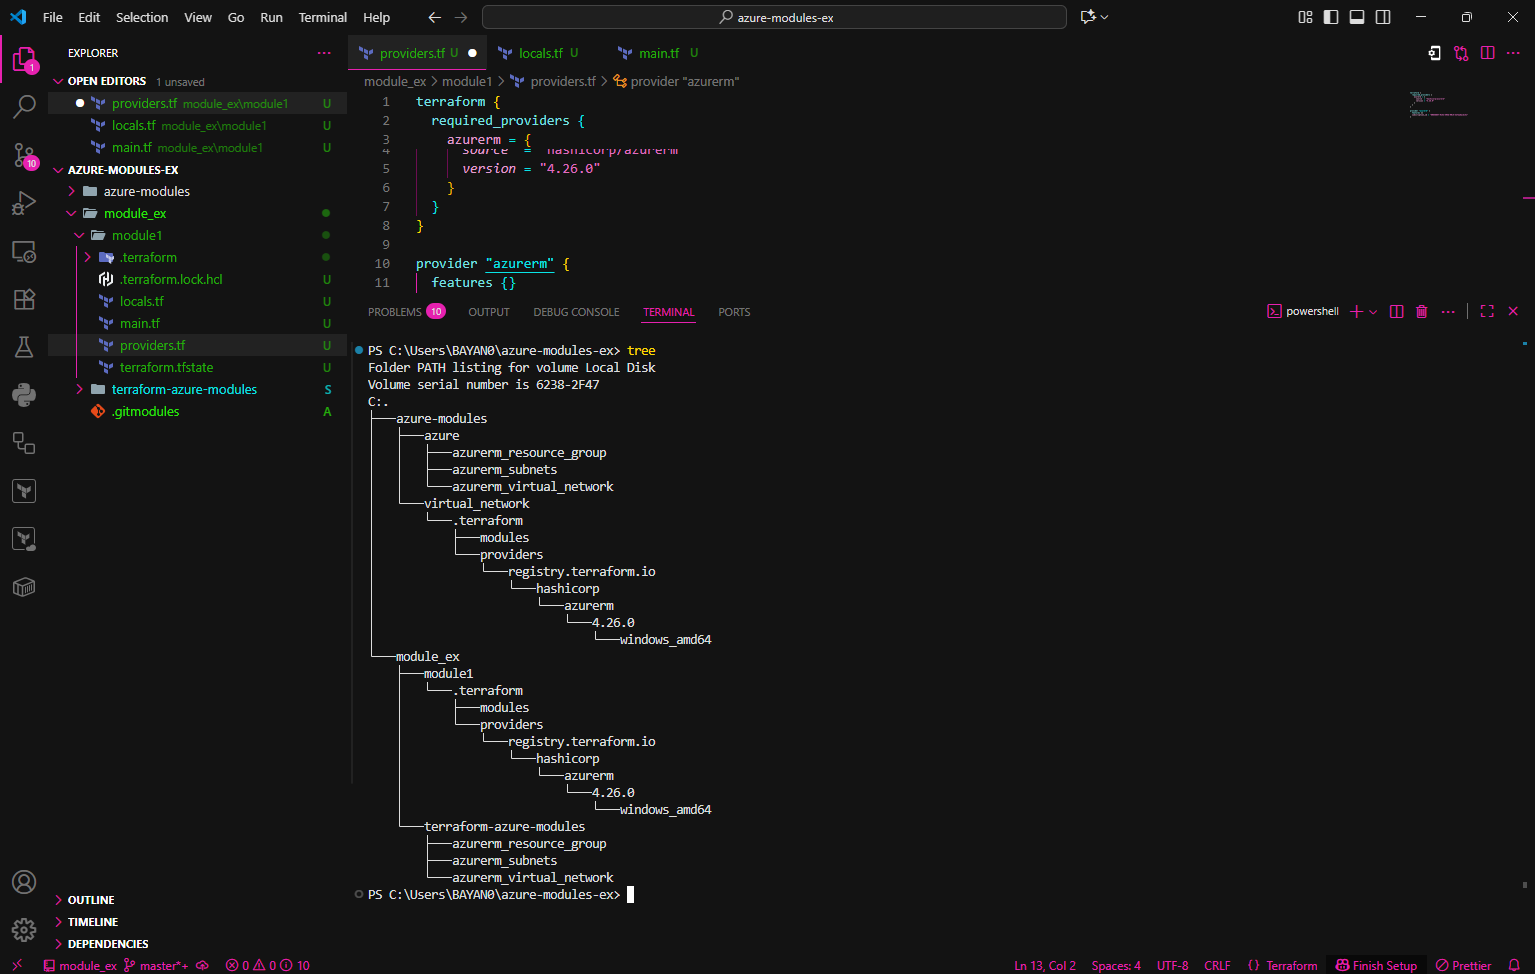 File Edit Selection View Go Run Terminal Help
azure-modules-ex
EXPLORER
OPEN EDITORS 1 unsaved
providers.tf module_ex\module1 U
locals.tf module_ex\module1 U
main.tf module_ex\module1 U
AZURE-MODULES-EX
azure-modules
module_ex
module1
.terraform
.terraform.lock.hcl U
locals.tf U
main.tf U
providers.tf U
terraform.tfstate U
terraform-azure-modules S
.gitmodules A
OUTLINE
TIMELINE
DEPENDENCIES
1
10
providers.tf U locals.tf U main.tf U
module_ex > module1 > providers.tf > provider "azurerm"
1 terraform {
2 required_providers {
3 azurerm = {
4 source = "hashicorp/azurerm"
5 version = "4.26.0"
6 }
7 }
8 }
9
10 provider "azurerm" {
11 features {}
PROBLEMS 10 OUTPUT DEBUG CONSOLE TERMINAL PORTS
powershell
PS C:\Users\BAYAN0\azure-modules-ex> tree
Folder PATH listing for volume Local Disk
Volume serial number is 6238-2F47
C:.
├───azure-modules
│   ├───azure
│   │   ├───azurerm_resource_group
│   │   ├───azurerm_subnets
│   │   └───azurerm_virtual_network
│   └───virtual_network
│       └───.terraform
│           ├───modules
│           └───providers
│               └───registry.terraform.io
│                   └───hashicorp
│                       └───azurerm
│                           └───4.26.0
│                               └───windows_amd64
└───module_ex
    ├───module1
    │   └───.terraform
    │       ├───modules
    │       └───providers
    │           └───registry.terraform.io
    │               └───hashicorp
    │                   └───azurerm
    │                       └───4.26.0
    │                           └───windows_amd64
    └───terraform-azure-modules
        ├───azurerm_resource_group
        ├───azurerm_subnets
        └───azurerm_virtual_network
PS C:\Users\BAYAN0\azure-modules-ex>
module_ex master*+ 0 0 10 Ln 13, Col 2 Spaces: 4 UTF-8 CRLF {} Terraform Finish Setup Prettier